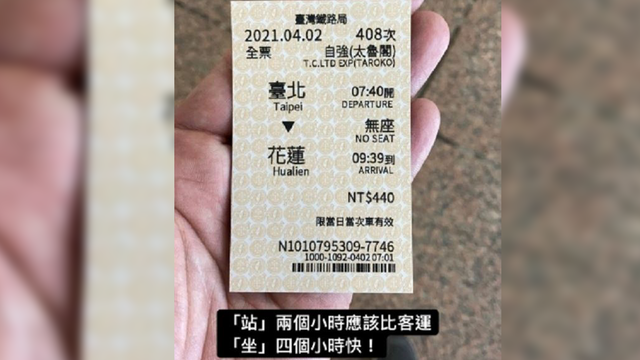 臺灣鐵路局
2021.04.02 408次
全票 自強(太魯閣)
T.C.LTD EXP(TAROKO)
臺北 07:40開
Taipei DEPARTURE
▼ 無座
NO SEAT
花蓮 09:39到
Hualien ARRIVAL
NT$440
限當日當次車有效
N1010795309-7746
1000-1092-0402 07:01
「站」兩個小時應該比客運
「坐」四個小時快！